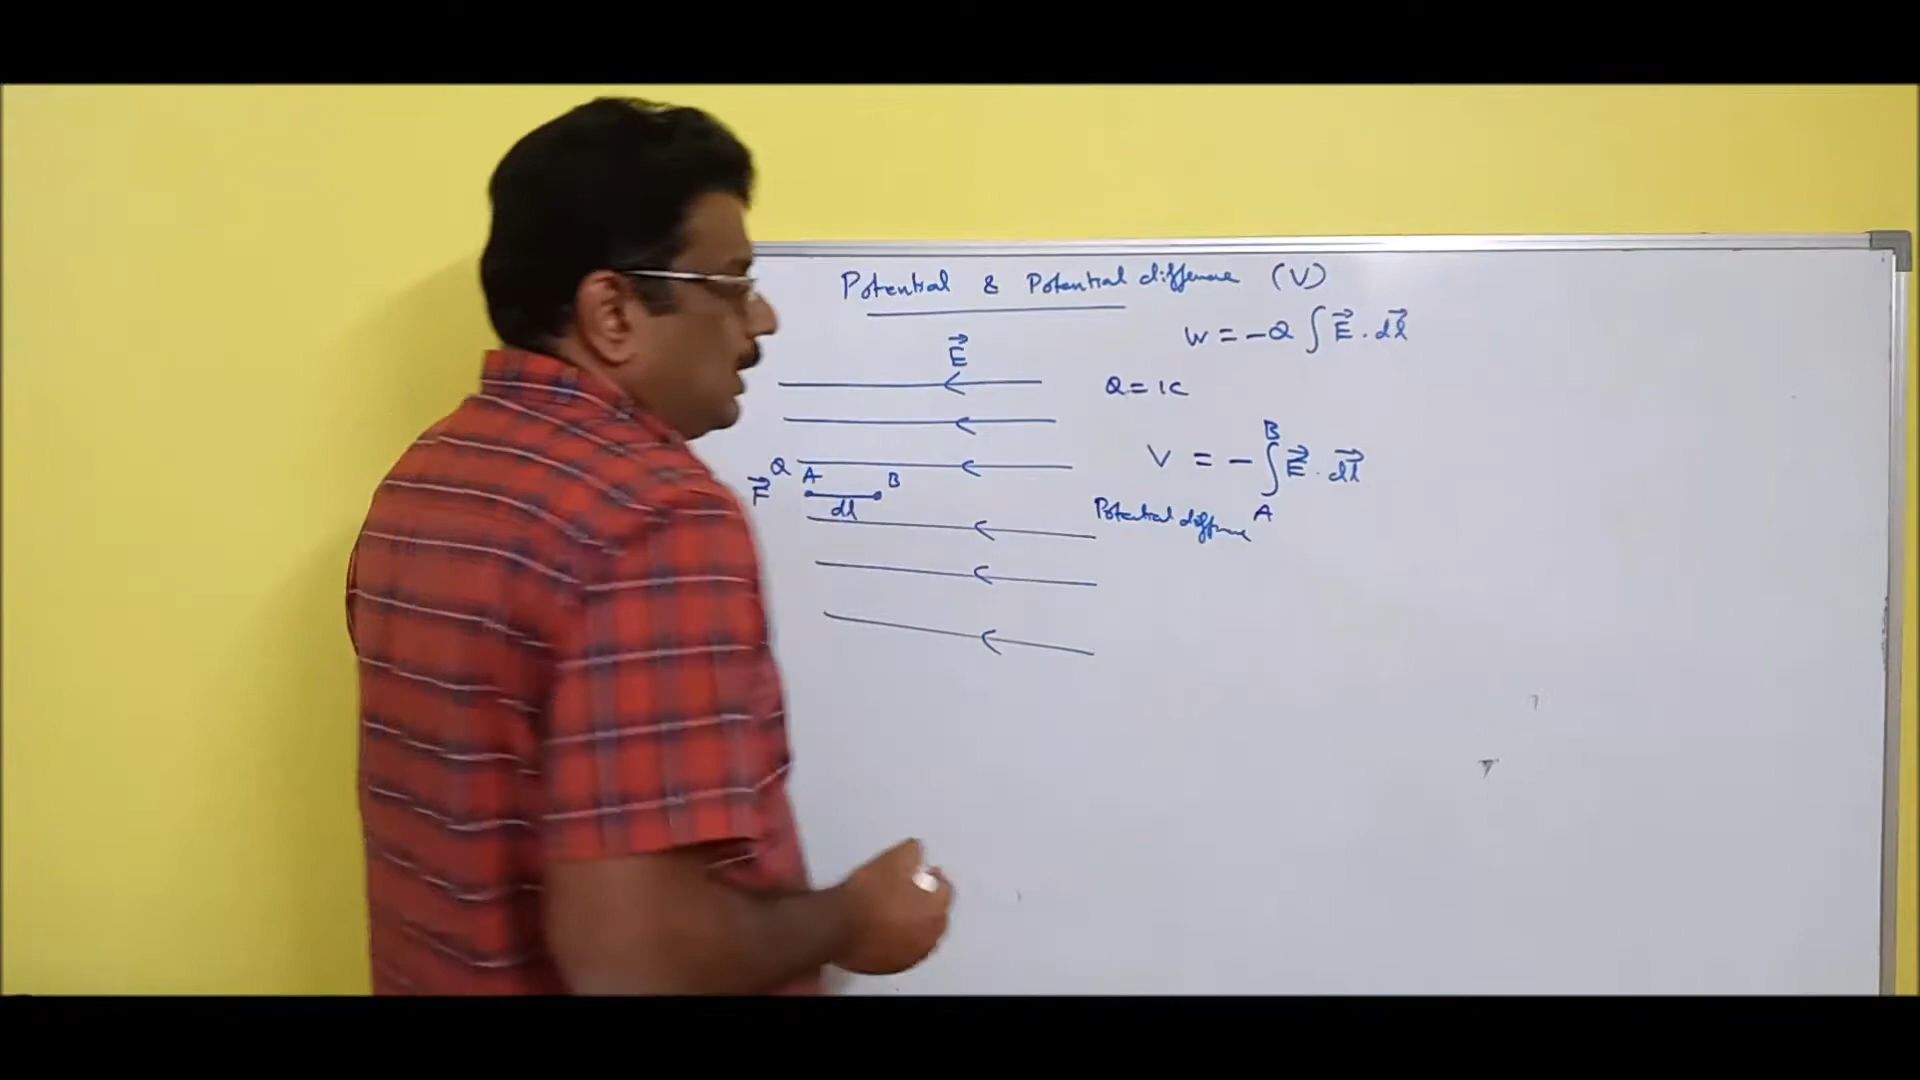 Potential & Potential difference (V)
W = -Q ∫ E⃗ . dl⃗
E⃗
Q = 1C
B
V = - ∫ E⃗ . dl⃗
A
Q A B
F⃗
dl
Potential difference